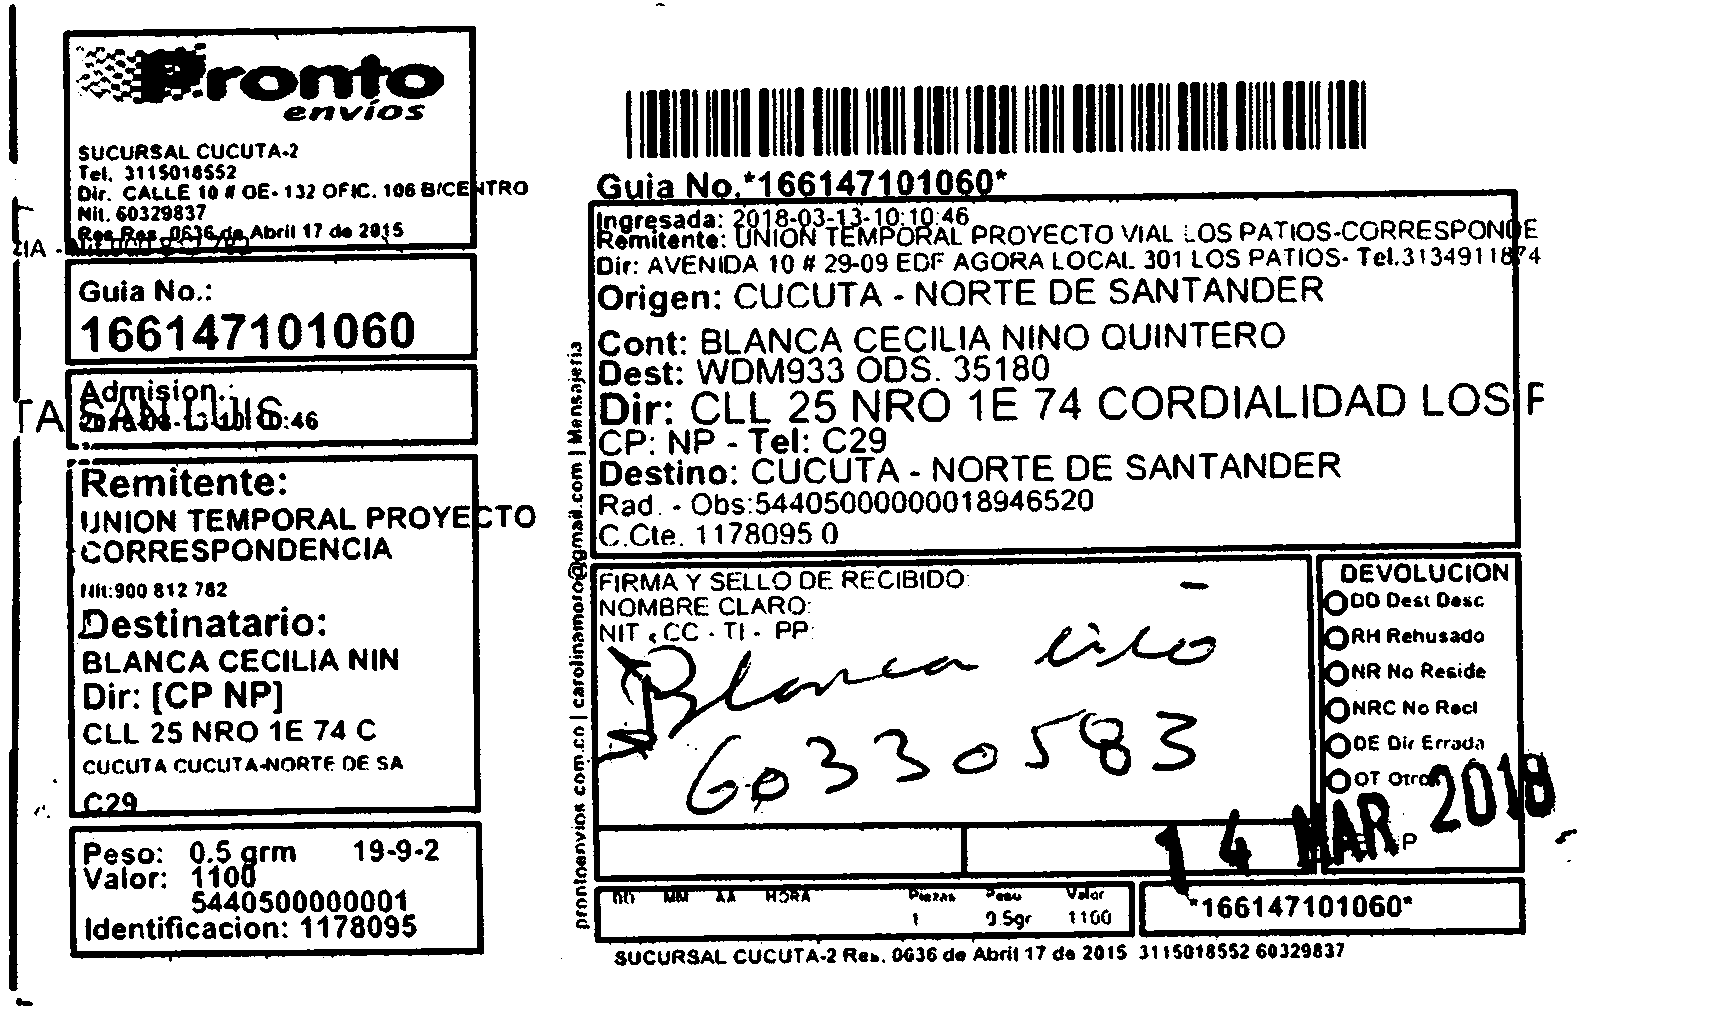 Pronto
envíos
SUCURSAL CUCUTA-2
Tel. 3115018552
Dir. CALLE 10 # OE-132 OFIC. 106 B/CENTRO
Nit. 60329837
Res Res. 0636 de Abril 17 de 2015
Guia No.:
166147101060
Admision.:
TA SAN LUIS
Remitente:
UNION TEMPORAL PROYECTO
CORRESPONDENCIA
Nit:900 812 782
Destinatario:
BLANCA CECILIA NIN
Dir: [CP NP]
CLL 25 NRO 1E 74 C
CUCUTA CUCUTA-NORTE DE SA
C29
Peso: 0.5 grm 19-9-2
Valor: 1100
5440500000001
Identificacion: 1178095
prontoenvios.com.co | carolinamoro@gmail.com | Mensajeria
Guia No.*166147101060*
Ingresada: 2018-03-13-10:10:46
Remitente: UNION TEMPORAL PROYECTO VIAL LOS PATIOS-CORRESPONDE
Dir: AVENIDA 10 # 29-09 EDF AGORA LOCAL 301 LOS PATIOS- Tel.3134911874
Origen: CUCUTA - NORTE DE SANTANDER
Cont: BLANCA CECILIA NINO QUINTERO
Dest: WDM933 ODS. 35180
Dir: CLL 25 NRO 1E 74 CORDIALIDAD LOS P
CP: NP - Tel: C29
Destino: CUCUTA - NORTE DE SANTANDER
Rad. - Obs:54405000000018946520
C.Cte. 1178095 0
FIRMA Y SELLO DE RECIBIDO:
NOMBRE CLARO:
NIT - CC - TI - PP:
Blanca
60330583
DEVOLUCION
DD Dest Desc
RH Rehusado
NR No Reside
NRC No Recl
DE Dir Errada
OT Otros
14 MAR 2018
DD MM AA HORA Piezas Peso Valor
1 0.5gr 1100
*166147101060*
SUCURSAL CUCUTA-2 Res. 0636 de Abril 17 de 2015 3115018552 60329837